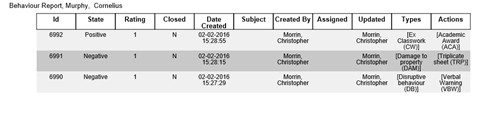 Behaviour Report, Murphy, Cornelius
Id State Rating Closed Date Created Subject Created By Assigned Updated Types Actions
6992 Positive 1 N 02-02-2016 15:28:55 Morrin, Christopher Morrin, Christopher [Ex Classwork (CW)] [Academic Award (ACA)]
6991 Negative 1 N 02-02-2016 15:28:15 Morrin, Christopher Morrin, Christopher [Damage to property (DAM)] [Triplicate sheet (TRP)]
6990 Negative 1 N 02-02-2016 15:27:29 Morrin, Christopher Morrin, Christopher [Disruptive behaviour (DB)] [Verbal Warning (VBW)]